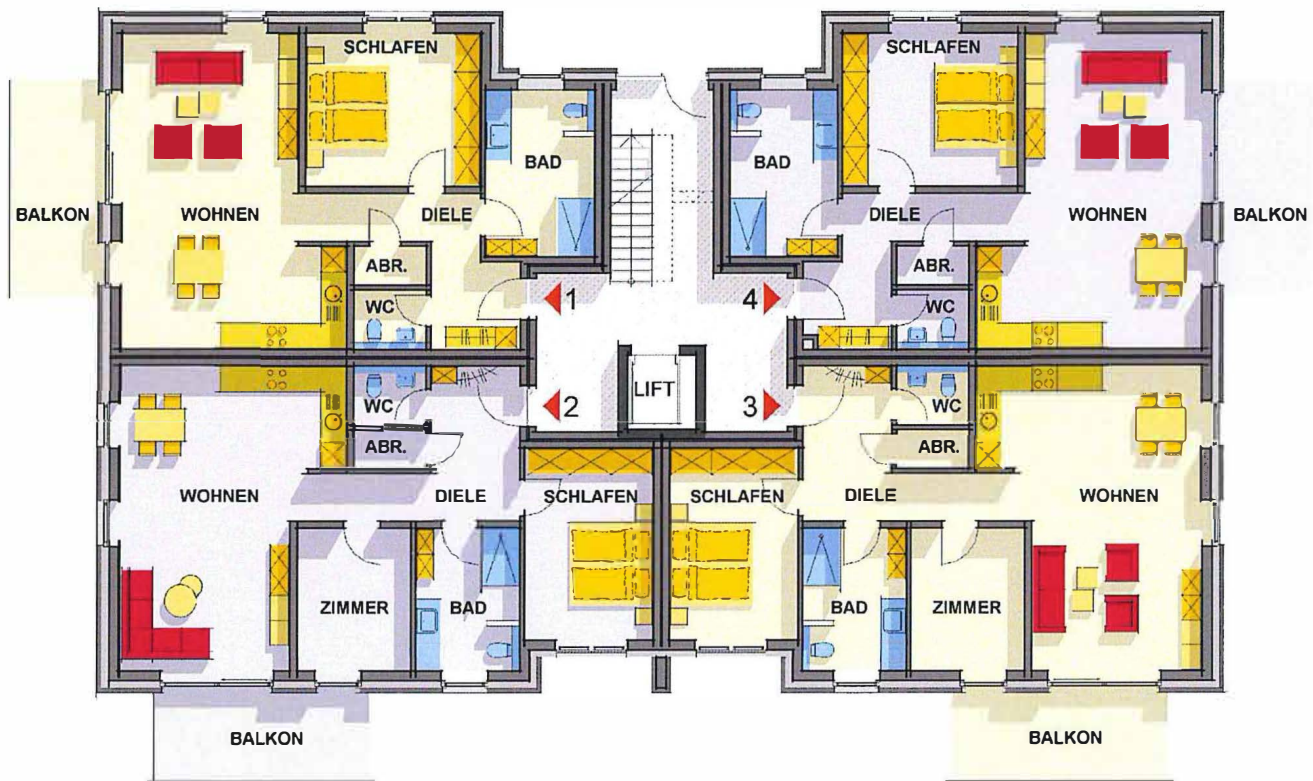 SCHLAFEN
SCHLAFEN
BAD
BAD
BALKON
WOHNEN
DIELE
DIELE
WOHNEN
BALKON
ABR.
ABR.
WC
1
4
WC
WC
2
LIFT
3
WC
ABR.
ABR.
WOHNEN
DIELE
SCHLAFEN
SCHLAFEN
DIELE
WOHNEN
ZIMMER
BAD
BAD
ZIMMER
BALKON
BALKON